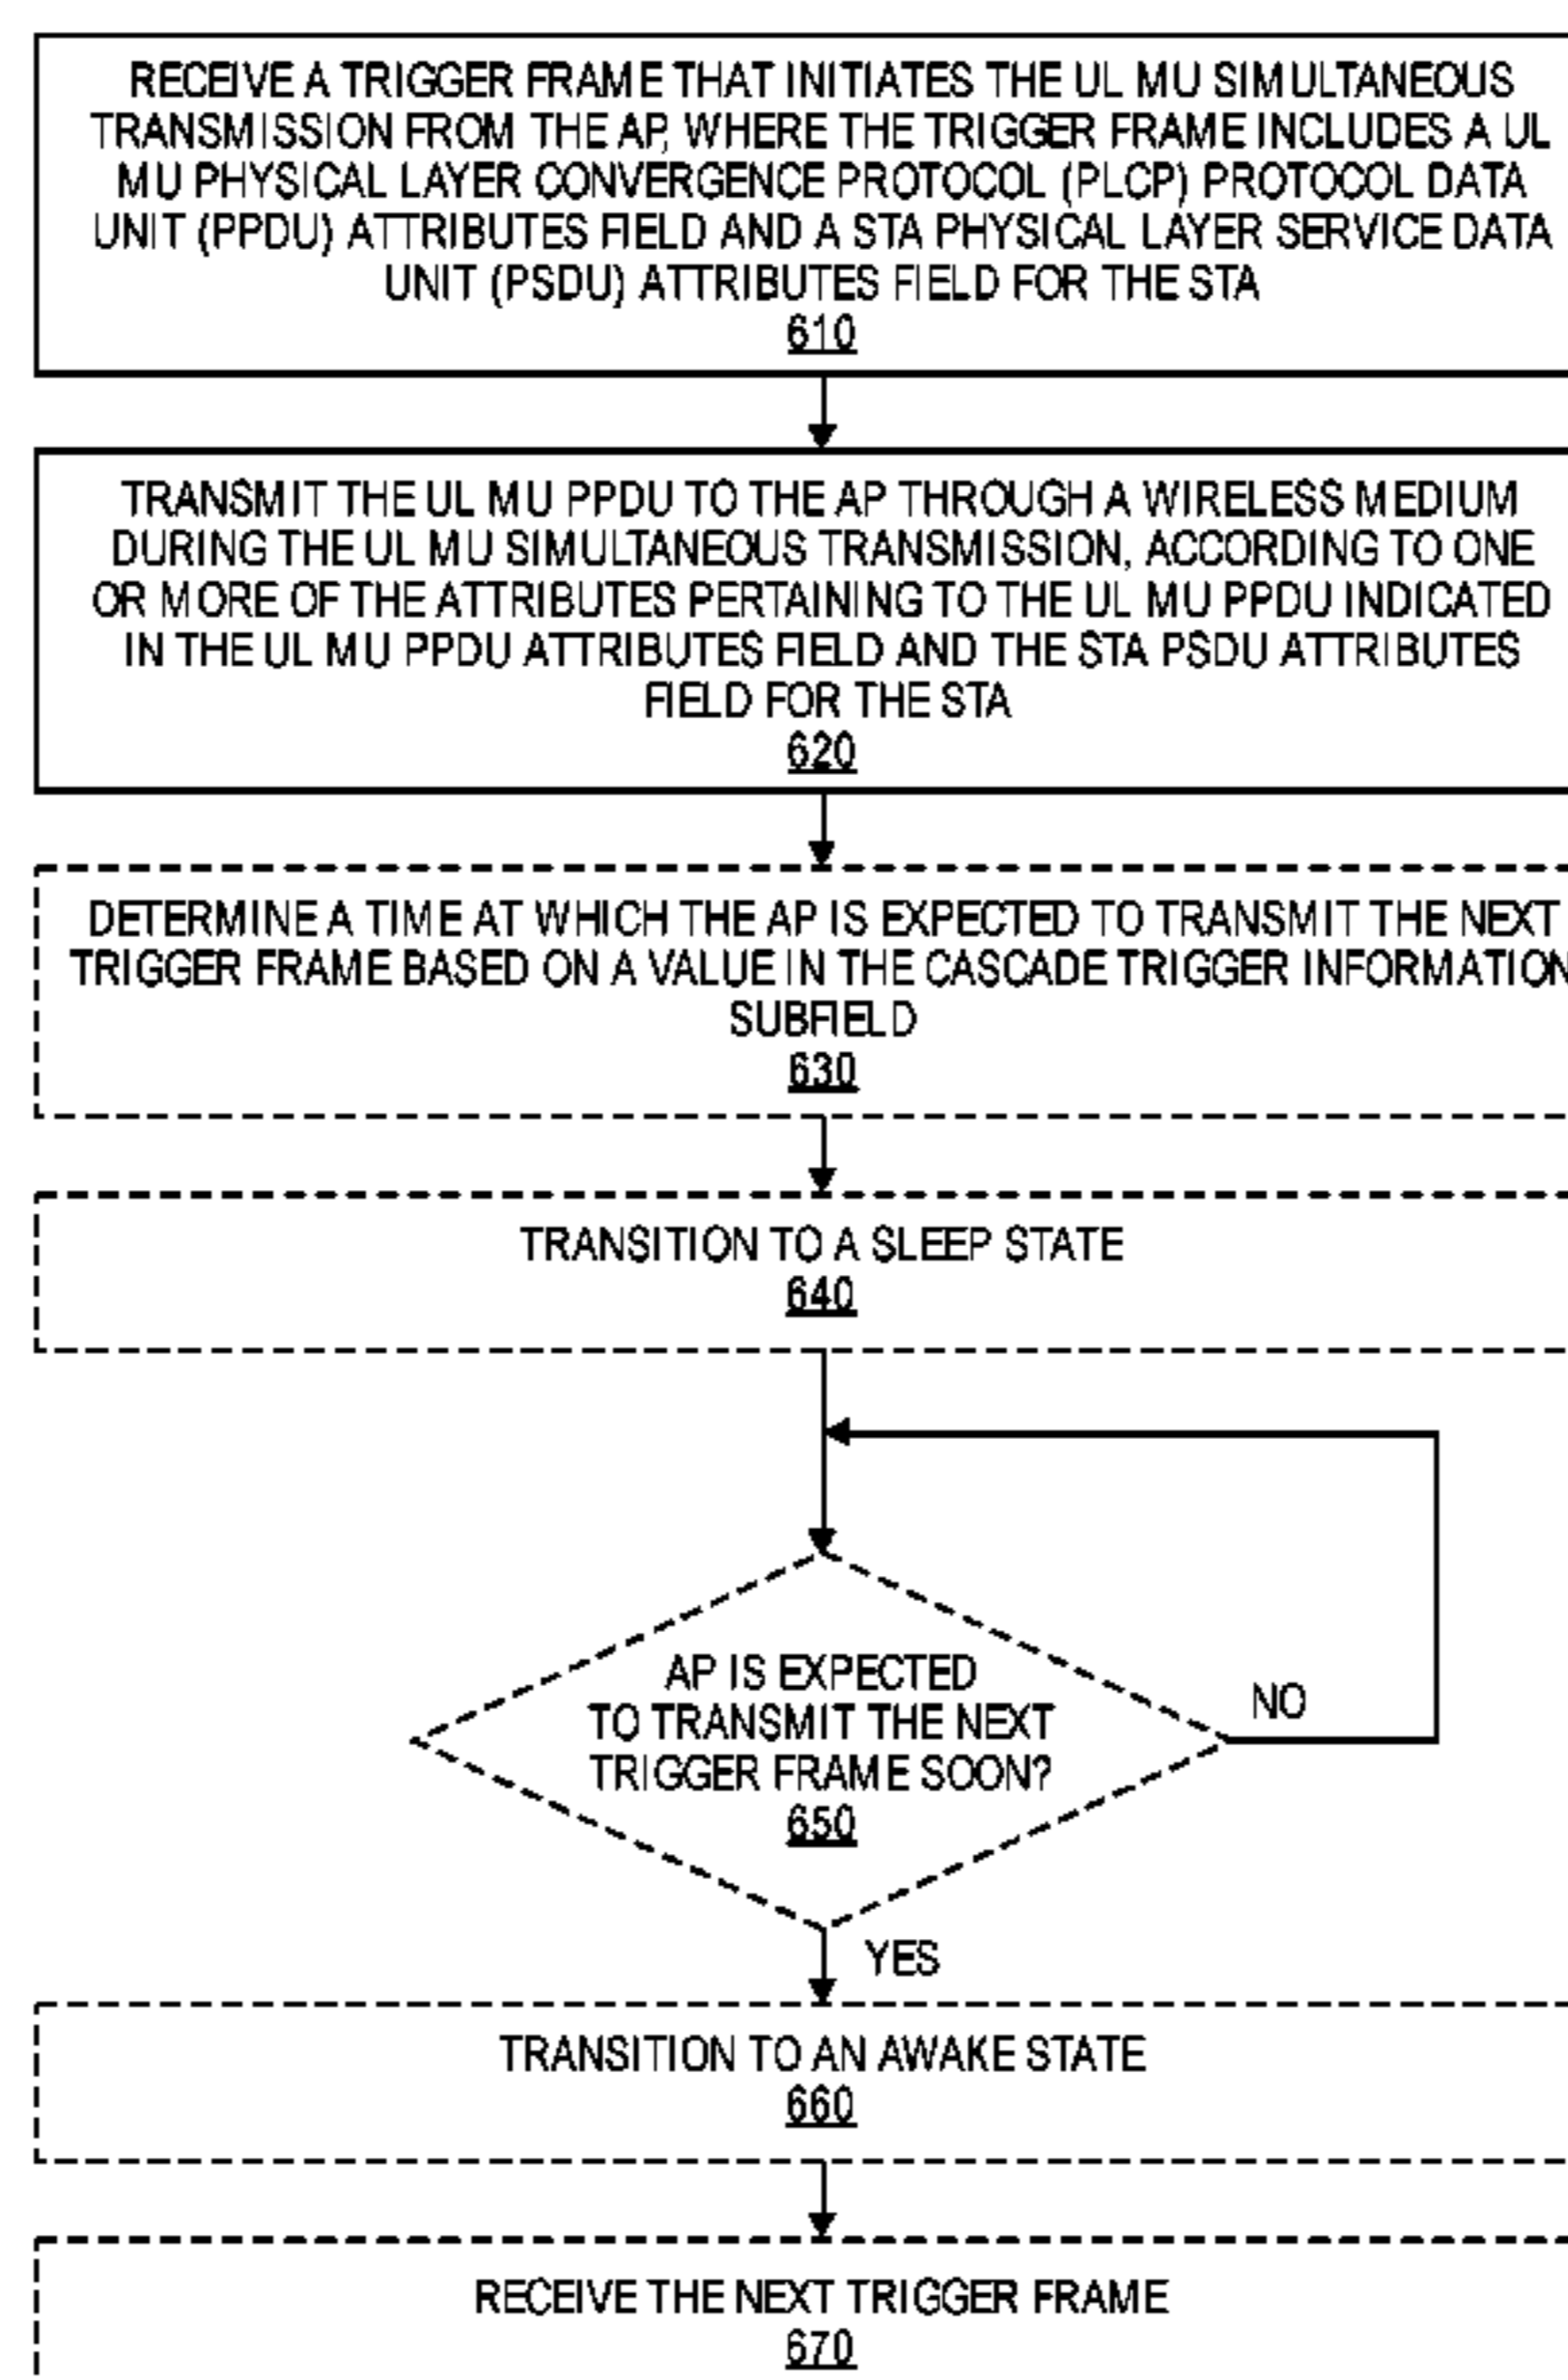 RECEIVE A TRIGGER FRAME THAT INITIATES THE UL MU SIMULTANEOUS
TRANSMISSION FROM THE AP, WHERE THE TRIGGER FRAME INCLUDES A UL
MU PHYSICAL LAYER CONVERGENCE PROTOCOL (PLCP) PROTOCOL DATA
UNIT (PPDU) ATTRIBUTES FIELD AND A STA PHYSICAL LAYER SERVICE DATA
UNIT (PSDU) ATTRIBUTES FIELD FOR THE STA
610
TRANSMIT THE UL MU PPDU TO THE AP THROUGH A WIRELESS MEDIUM
DURING THE UL MU SIMULTANEOUS TRANSMISSION, ACCORDING TO ONE
OR MORE OF THE ATTRIBUTES PERTAINING TO THE UL MU PPDU INDICATED
IN THE UL MU PPDU ATTRIBUTES FIELD AND THE STA PSDU ATTRIBUTES
FIELD FOR THE STA
620
DETERMINE A TIME AT WHICH THE AP IS EXPECTED TO TRANSMIT THE NEXT
TRIGGER FRAME BASED ON A VALUE IN THE CASCADE TRIGGER INFORMATION
SUBFIELD
630
TRANSITION TO A SLEEP STATE
640
AP IS EXPECTED
TO TRANSMIT THE NEXT
TRIGGER FRAME SOON?
650
NO
YES
TRANSITION TO AN AWAKE STATE
660
RECEIVE THE NEXT TRIGGER FRAME
670